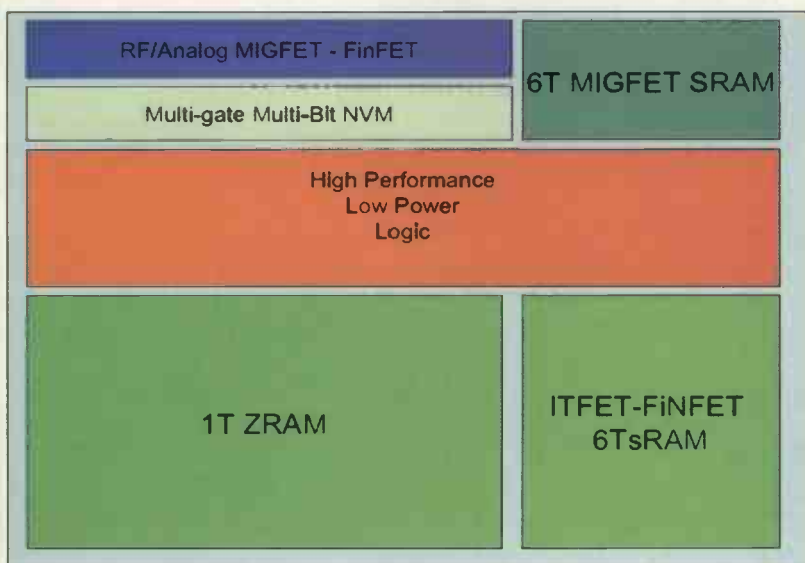 RF/Analog MIGFET - FinFET
6T MIGFET SRAM
Multi-gate Multi-Bit NVM
High Performance
Low Power
Logic
1T ZRAM
ITFET-FiNFET
6TsRAM